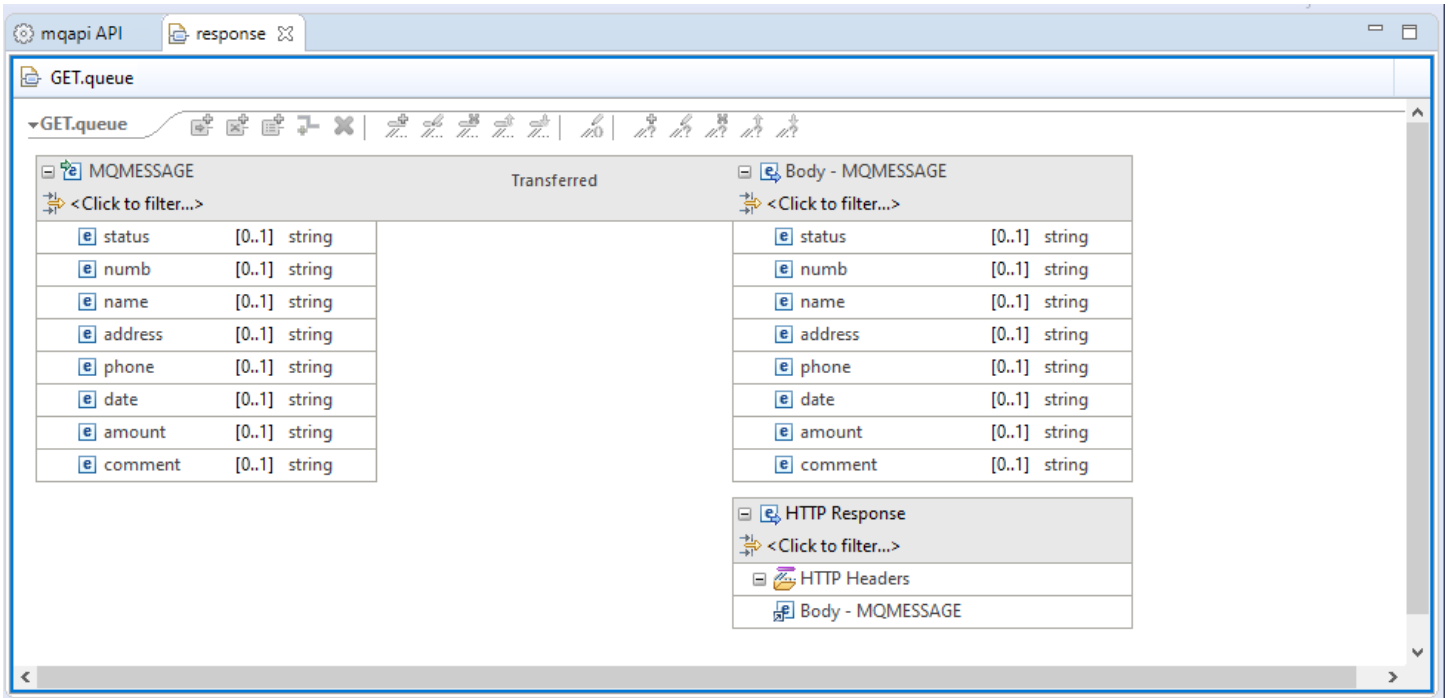 mqapi API response
GET.queue
GET.queue
MQMESSAGE Transferred Body - MQMESSAGE
<Click to filter...> <Click to filter...>
status [0..1] string status [0..1] string
numb [0..1] string numb [0..1] string
name [0..1] string name [0..1] string
address [0..1] string address [0..1] string
phone [0..1] string phone [0..1] string
date [0..1] string date [0..1] string
amount [0..1] string amount [0..1] string
comment [0..1] string comment [0..1] string
HTTP Response
<Click to filter...>
HTTP Headers
Body - MQMESSAGE